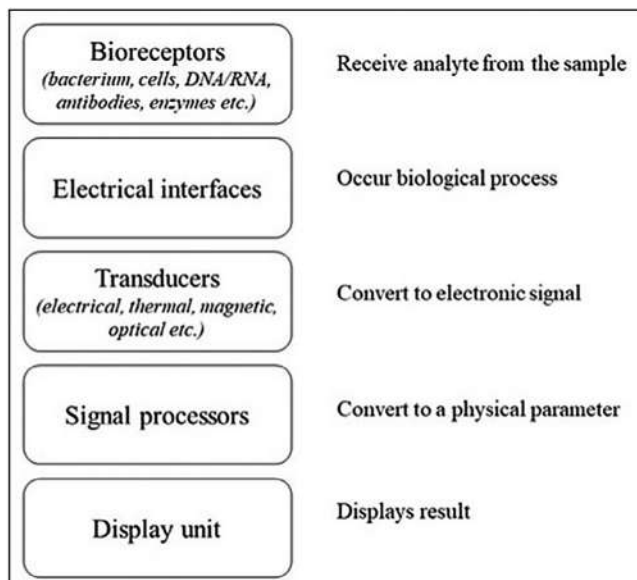 Bioreceptors
(bacterium, cells, DNA/RNA,
antibodies, enzymes etc.)
Receive analyte from the sample
Electrical interfaces
Occur biological process
Transducers
(electrical, thermal, magnetic,
optical etc.)
Convert to electronic signal
Signal processors
Convert to a physical parameter
Display unit
Displays result